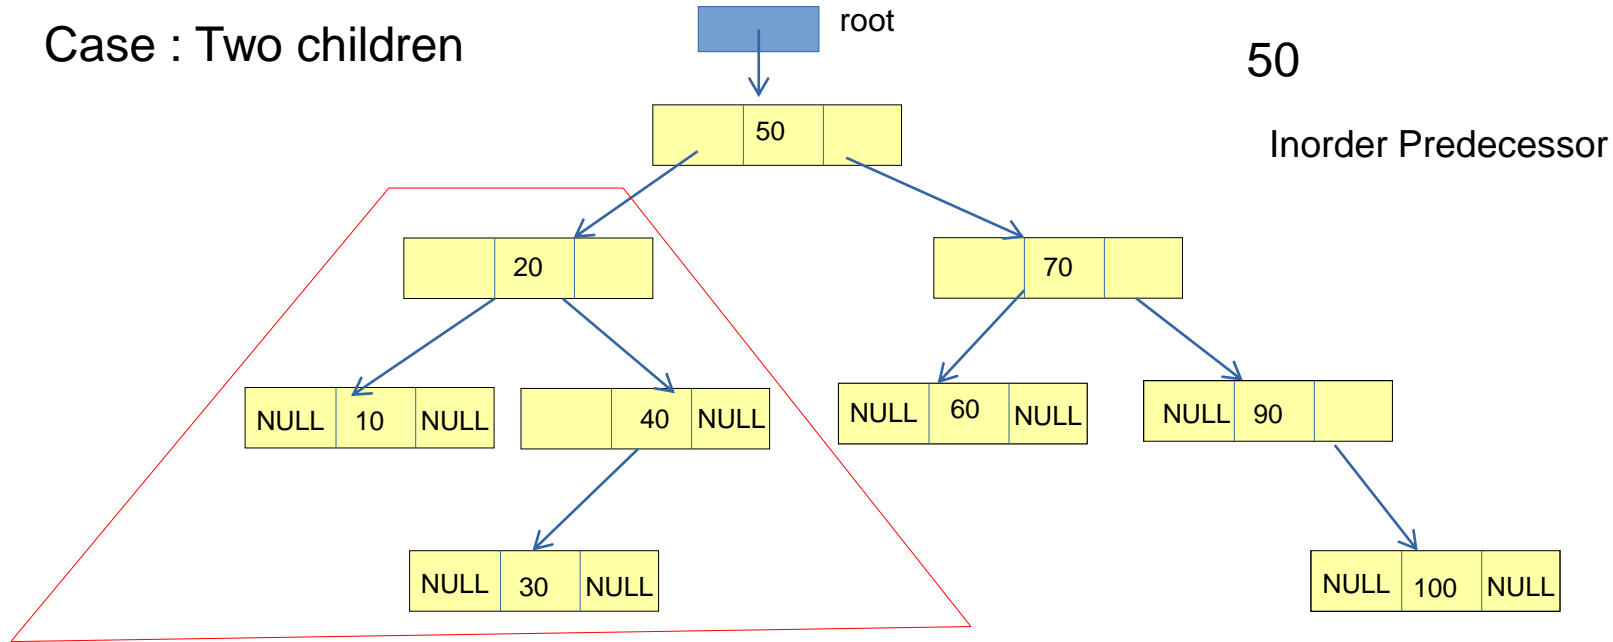 Case : Two children
root
50
Inorder Predecessor
50
20
70
NULL 10 NULL
40 NULL
NULL 60 NULL
NULL 90
NULL 30 NULL
NULL 100 NULL